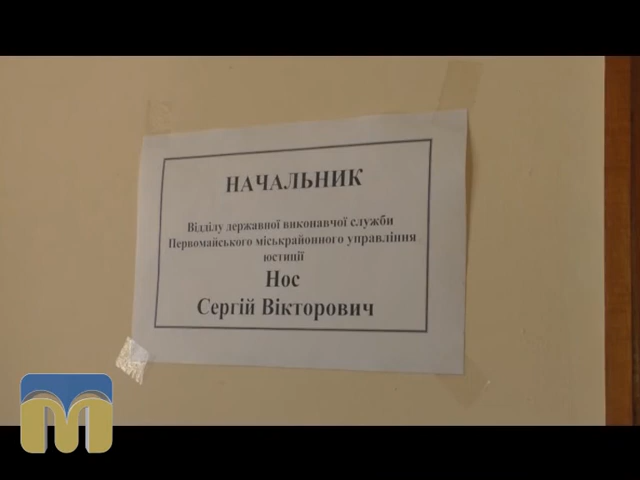 НАЧАЛЬНИК
Відділу державної виконавчої служби
Первомайського міськрайонного управління
юстиції
Нос
Сергій Вікторович
М